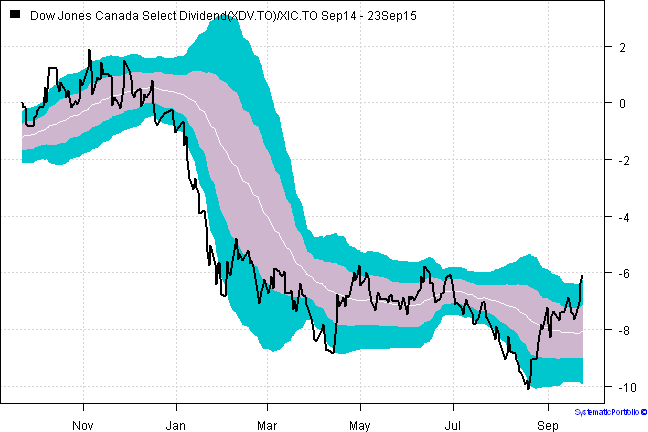 Dow Jones Canada Select Dividend(XDV.TO)/XIC.TO Sep14 - 23Sep15
2
0
-2
-4
-6
-8
-10
Nov Jan Mar May Jul Sep
SystematicPortfolio ©